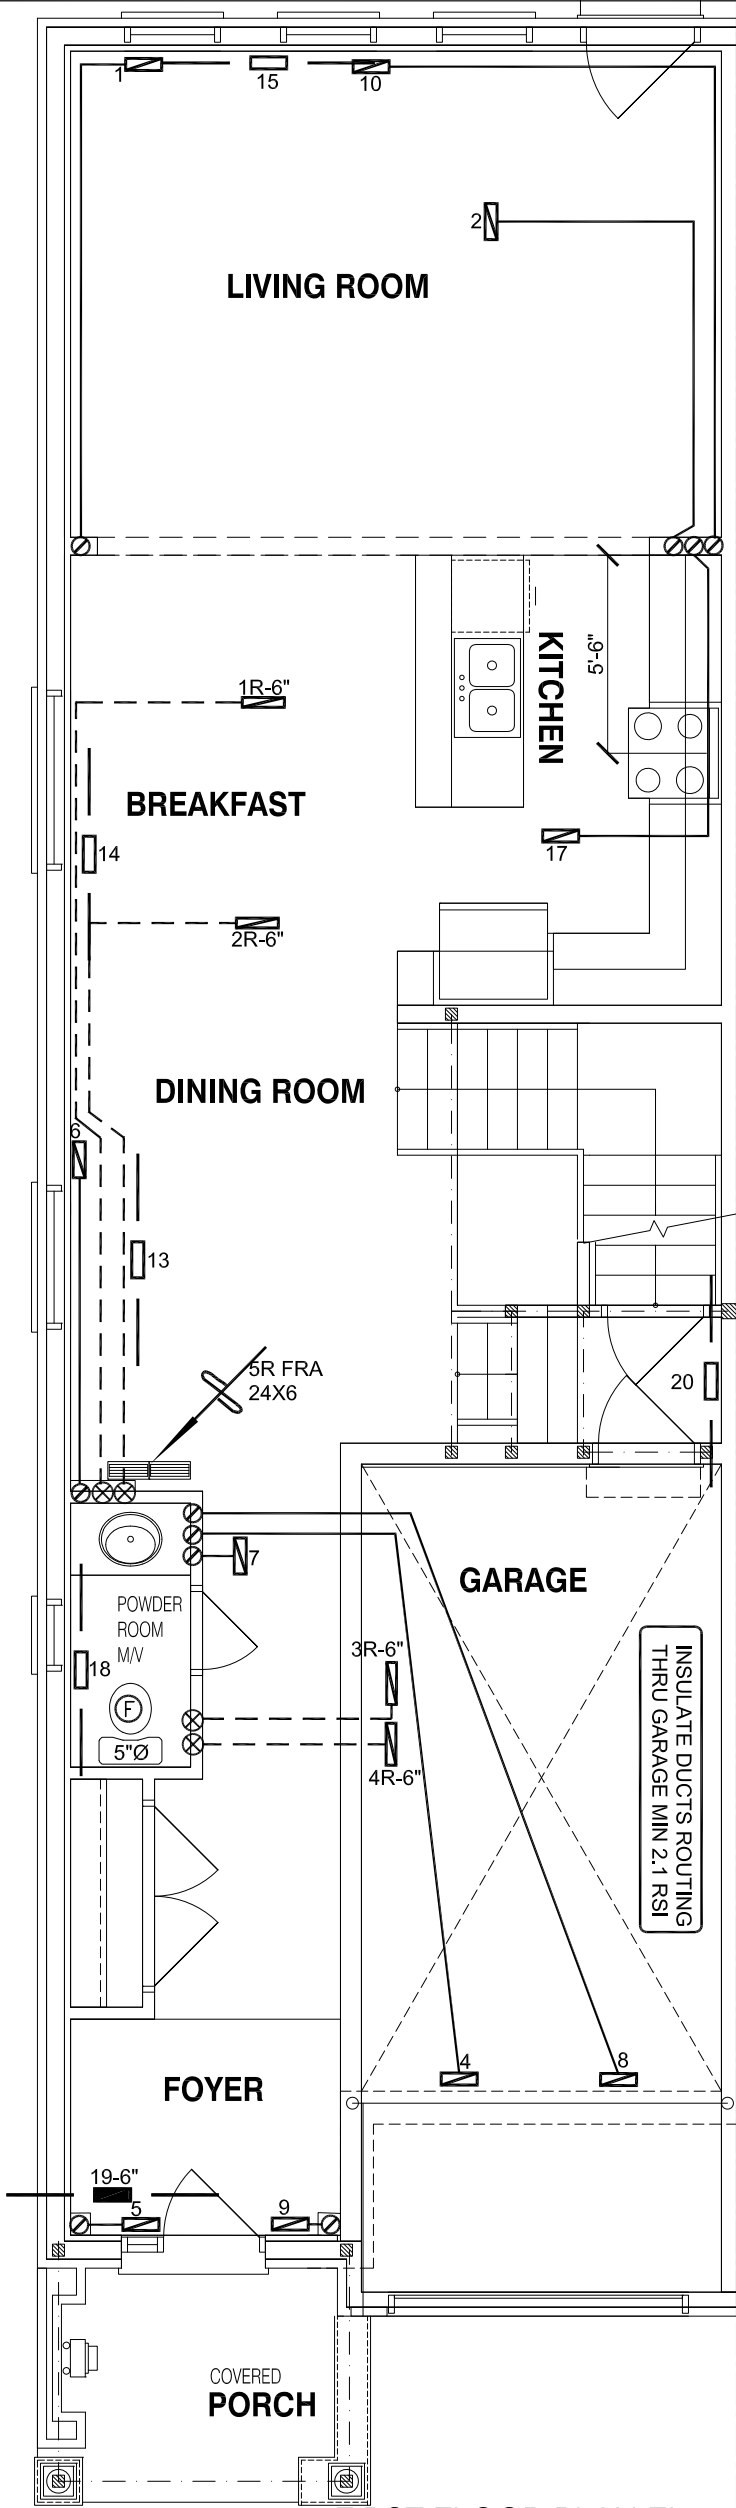 1
15
10
2
LIVING ROOM
5'-6"
KITCHEN
1R-6"
BREAKFAST
14
17
2R-6"
DINING ROOM
6
13
5R FRA
24X6
20
7
GARAGE
POWDER
ROOM
M/V
18
F
5"Ø
3R-6"
4R-6"
INSULATE DUCTS ROUTING
THRU GARAGE MIN 2.1 RSI
4
8
FOYER
19-6"
5
9
COVERED
PORCH